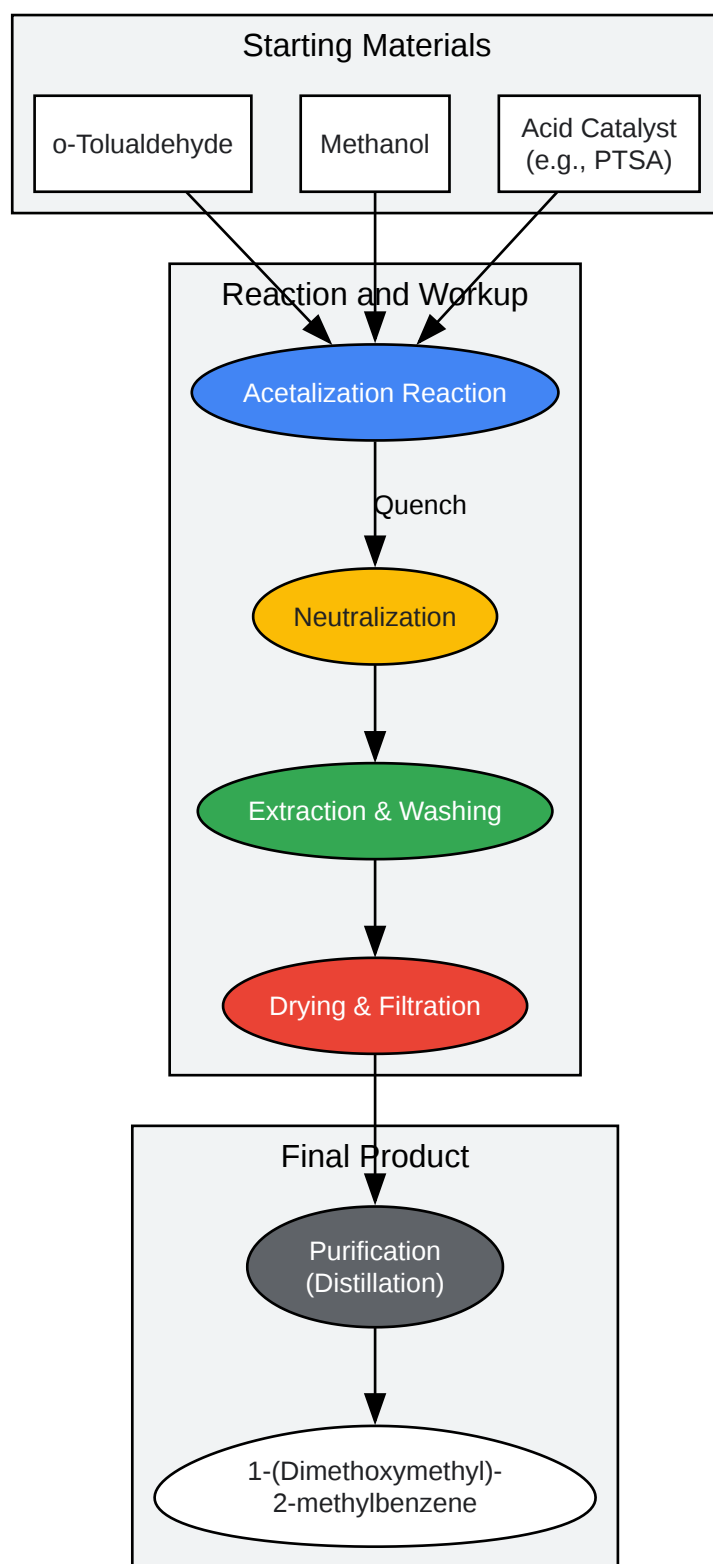 Starting Materials
o-Tolualdehyde
Methanol
Acid Catalyst
(e.g., PTSA)
Reaction and Workup
Acetalization Reaction
Quench
Neutralization
Extraction & Washing
Drying & Filtration
Final Product
Purification
(Distillation)
1-(Dimethoxymethyl)-
2-methylbenzene